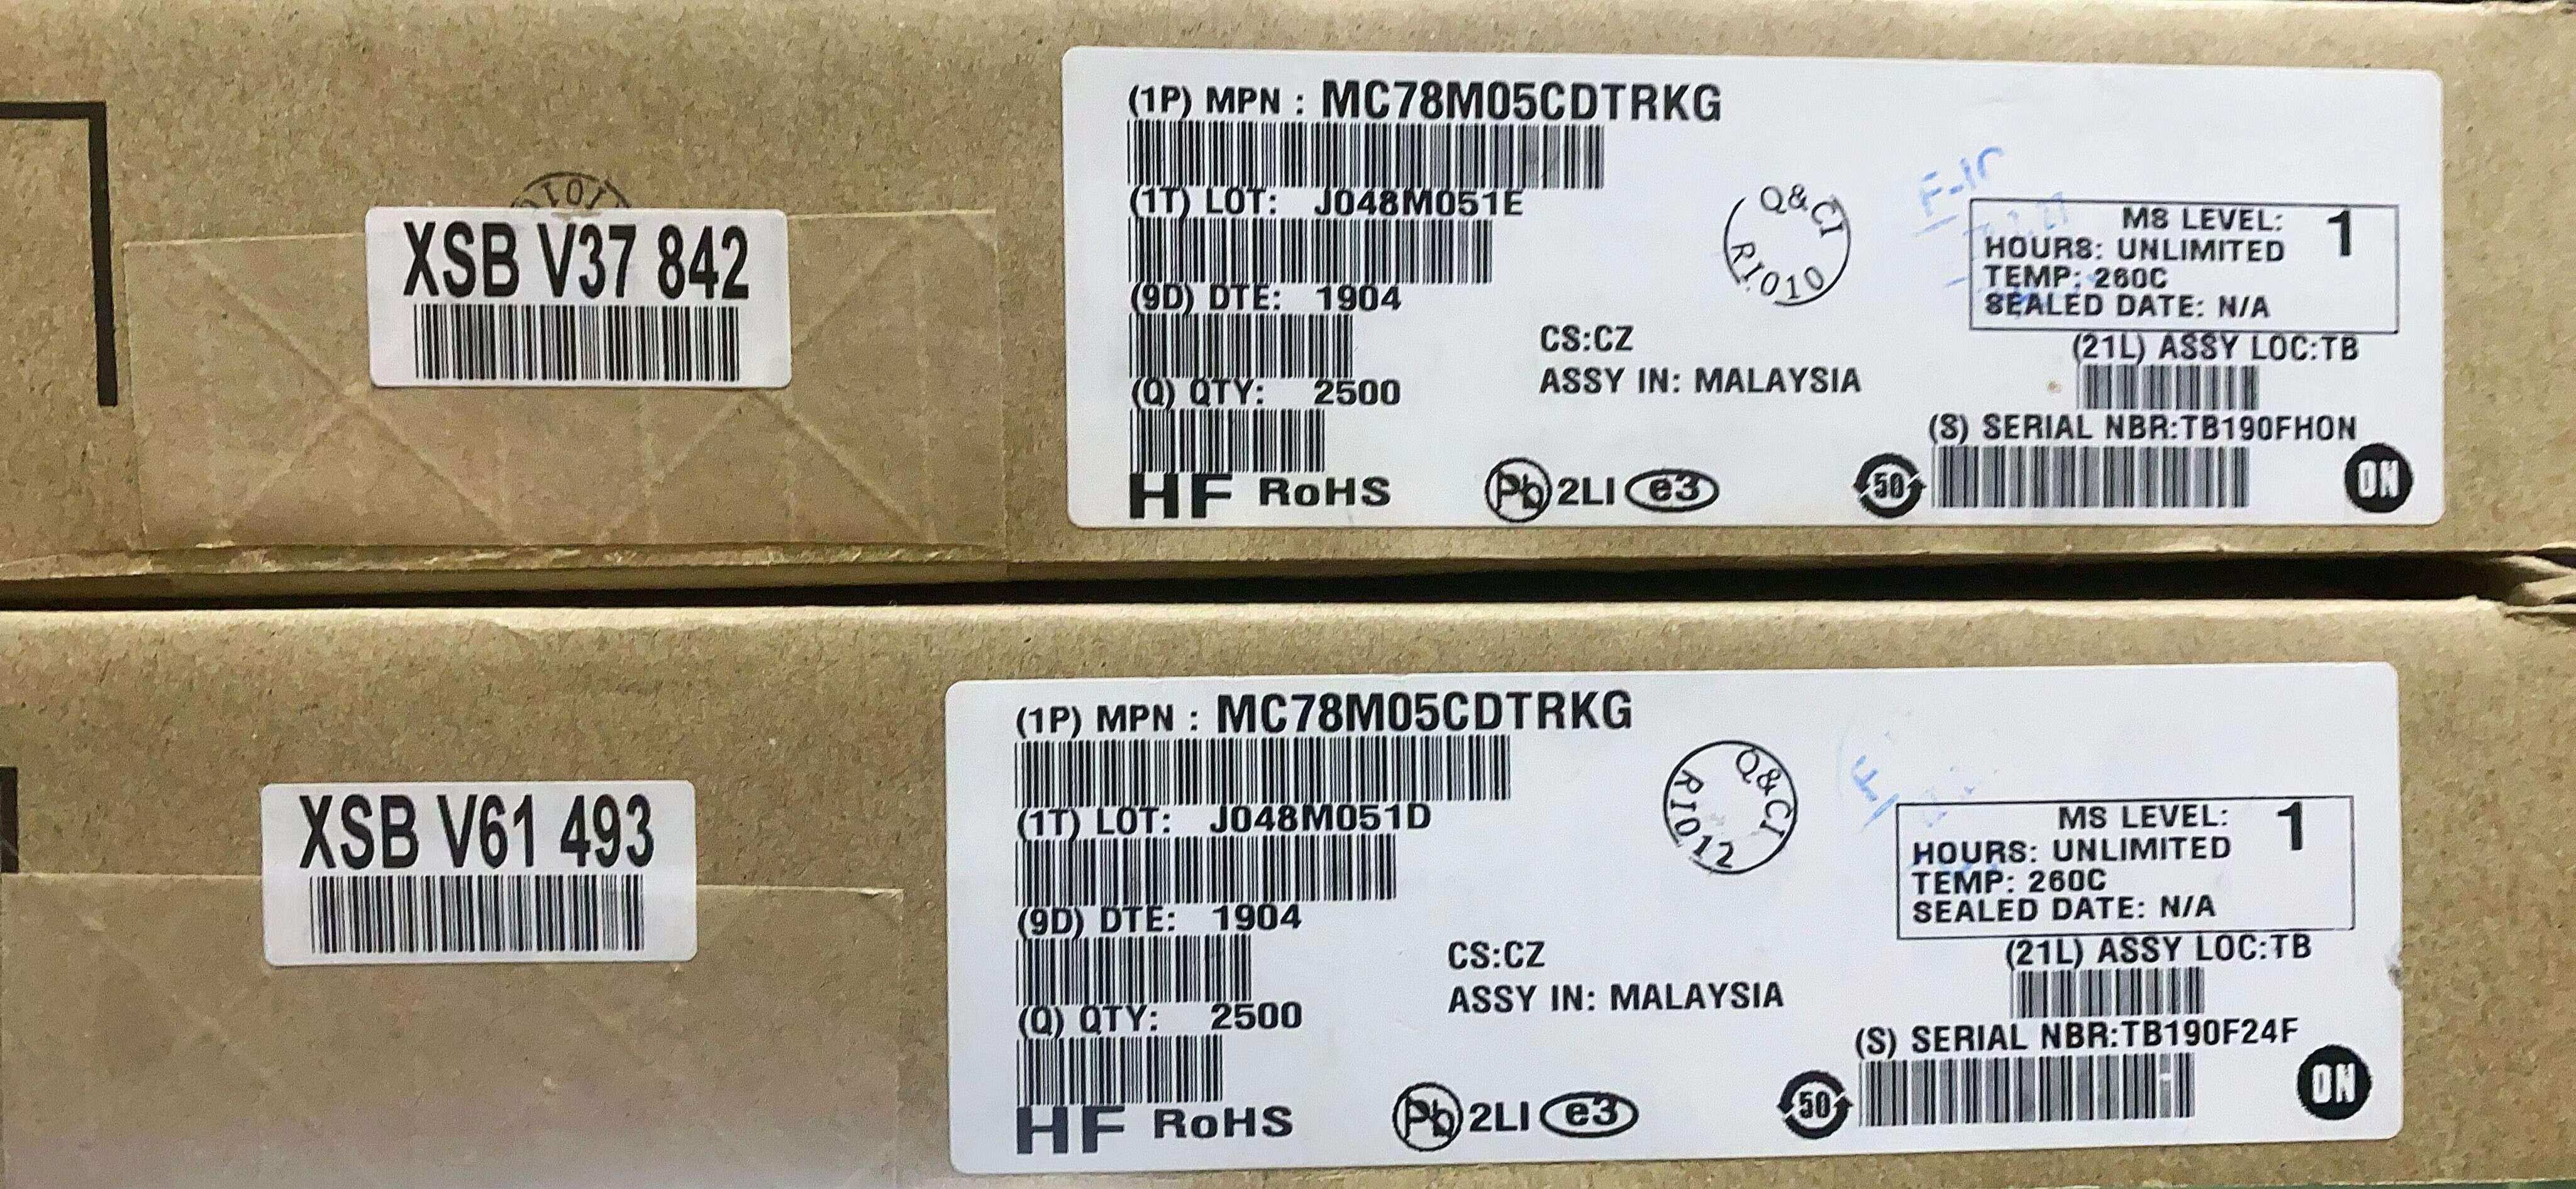 XSB V37 842
(1P) MPN : MC78M05CDTRKG
(1T) LOT: J048M051E
(9D) DTE: 1904
(Q) QTY: 2500
HF RoHS
Q&CI
RI010
CS:CZ
ASSY IN: MALAYSIA
Pb 2LI e3
MS LEVEL: 1
HOURS: UNLIMITED
TEMP: 260C
SEALED DATE: N/A
(21L) ASSY LOC:TB
(S) SERIAL NBR:TB190FHON
50
ON
XSB V61 493
(1P) MPN : MC78M05CDTRKG
(1T) LOT: J048M051D
(9D) DTE: 1904
(Q) QTY: 2500
HF RoHS
Q&CI
RI012
CS:CZ
ASSY IN: MALAYSIA
Pb 2LI e3
MS LEVEL: 1
HOURS: UNLIMITED
TEMP: 260C
SEALED DATE: N/A
(21L) ASSY LOC:TB
(S) SERIAL NBR:TB190F24F
50
ON